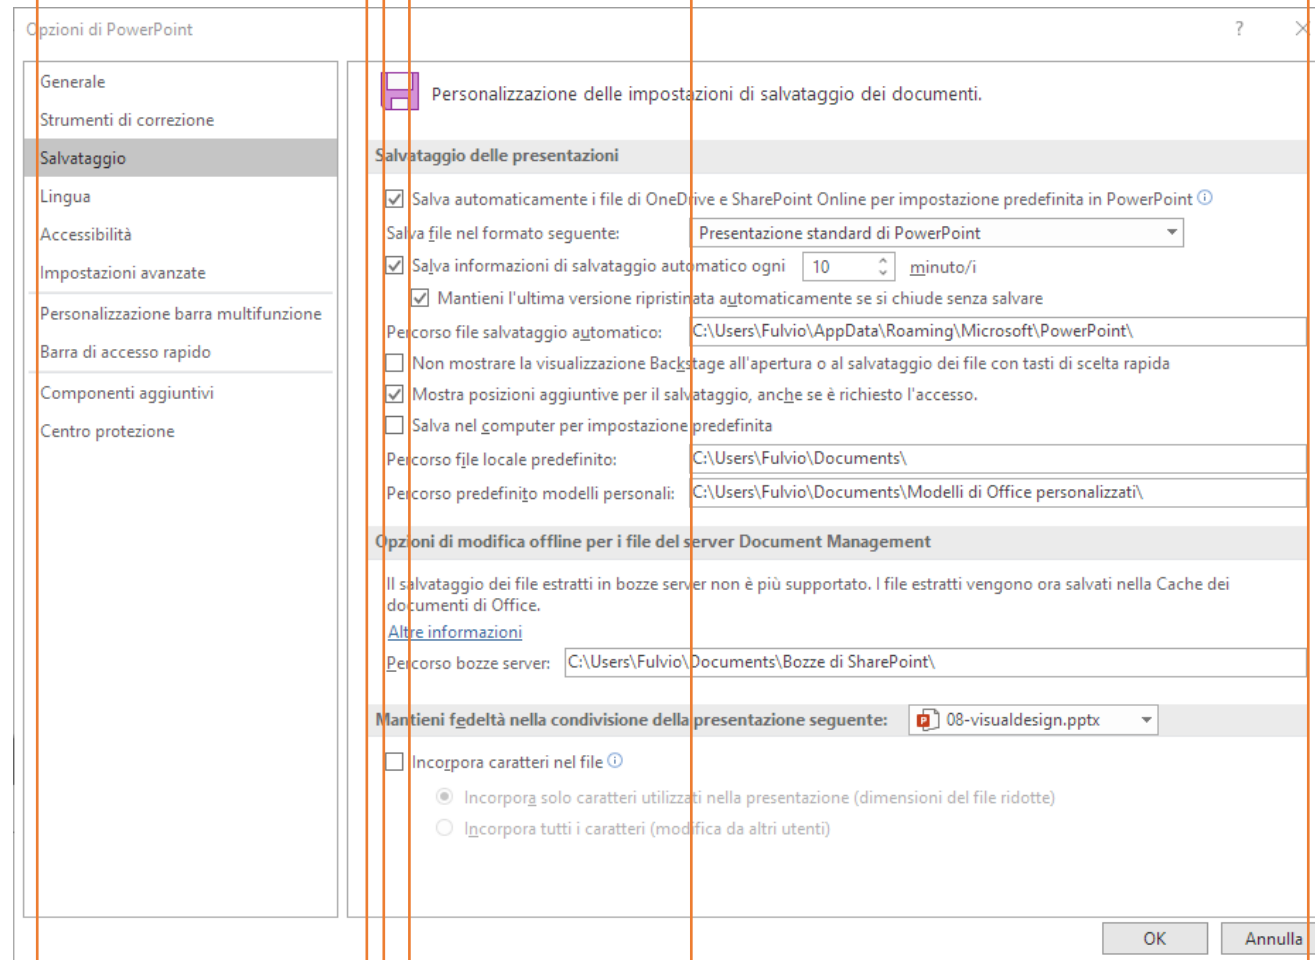 Opzioni di PowerPoint
?
Generale
Strumenti di correzione
Salvataggio
Lingua
Accessibilità
Impostazioni avanzate
Personalizzazione barra multifunzione
Barra di accesso rapido
Componenti aggiuntivi
Centro protezione
Personalizzazione delle impostazioni di salvataggio dei documenti.
Salvataggio delle presentazioni
Salva automaticamente i file di OneDrive e SharePoint Online per impostazione predefinita in PowerPoint
Salva file nel formato seguente: Presentazione standard di PowerPoint
Salva informazioni di salvataggio automatico ogni 10 minuto/i
Mantieni l'ultima versione ripristinata automaticamente se si chiude senza salvare
Percorso file salvataggio automatico: C:\Users\Fulvio\AppData\Roaming\Microsoft\PowerPoint\
Non mostrare la visualizzazione Backstage all'apertura o al salvataggio dei file con tasti di scelta rapida
Mostra posizioni aggiuntive per il salvataggio, anche se è richiesto l'accesso.
Salva nel computer per impostazione predefinita
Percorso file locale predefinito: C:\Users\Fulvio\Documents\
Percorso predefinito modelli personali: C:\Users\Fulvio\Documents\Modelli di Office personalizzati\
Opzioni di modifica offline per i file del server Document Management
Il salvataggio dei file estratti in bozze server non è più supportato. I file estratti vengono ora salvati nella Cache dei
documenti di Office.
Altre informazioni
Percorso bozze server: C:\Users\Fulvio\Documents\Bozze di SharePoint\
Mantieni fedeltà nella condivisione della presentazione seguente: 08-visualdesign.pptx
Incorpora caratteri nel file
Incorpora solo caratteri utilizzati nella presentazione (dimensioni del file ridotte)
Incorpora tutti i caratteri (modifica da altri utenti)
OK Annulla